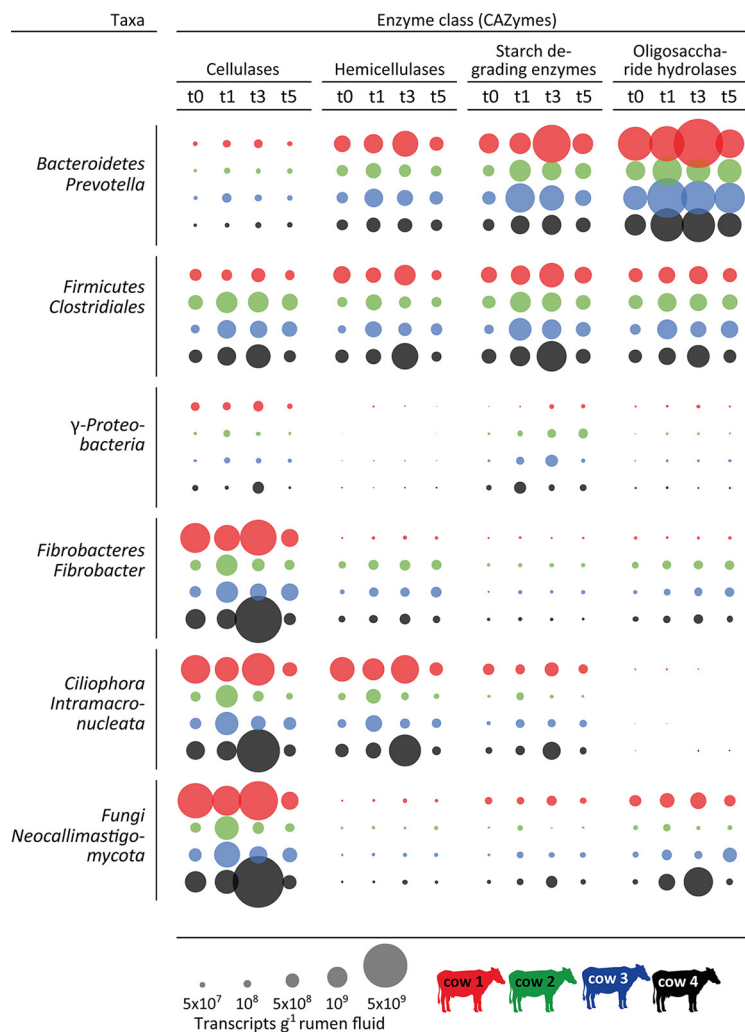 Taxa
Enzyme class (CAZymes)
Cellulases
Hemicellulases
Starch de-
grading enzymes
Oligosaccha-
ride hydrolases
t0 t1 t3 t5 t0 t1 t3 t5 t0 t1 t3 t5 t0 t1 t3 t5
Bacteroidetes
Prevotella
Firmicutes
Clostridiales
γ-Proteo-
bacteria
Fibrobacteres
Fibrobacter
Ciliophora
Intramacro-
nucleata
Fungi
Neocallimastigo-
mycota
5x10⁷ 10⁸ 5x10⁸ 10⁹ 5x10⁹
Transcripts g⁻¹ rumen fluid
cow 1 cow 2 cow 3 cow 4